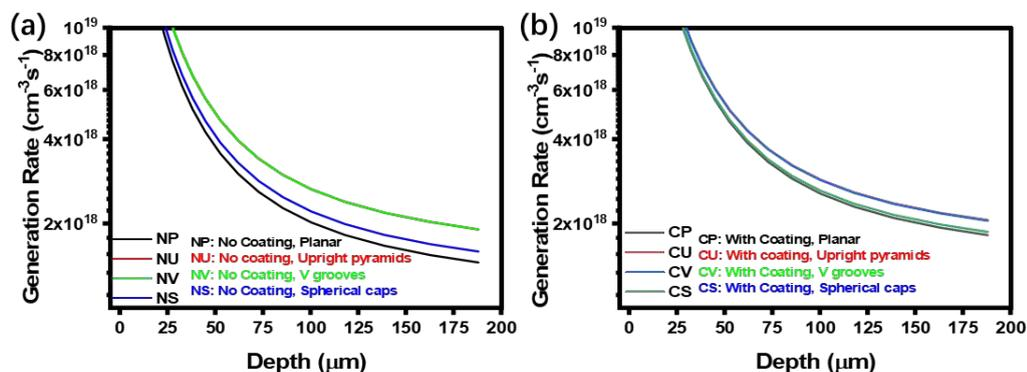 (a)
Generation Rate (cm⁻³s⁻¹)
10¹⁹
8x10¹⁸
6x10¹⁸
4x10¹⁸
2x10¹⁸
NP NP: No Coating, Planar
NU NU: No coating, Upright pyramids
NV NV: No Coating, V grooves
NS NS: No Coating, Spherical caps
0 25 50 75 100 125 150 175 200
Depth (μm)
(b)
Generation Rate (cm⁻³s⁻¹)
10¹⁹
8x10¹⁸
6x10¹⁸
4x10¹⁸
2x10¹⁸
CP CP: With Coating, Planar
CU CU: With coating, Upright pyramids
CV CV: With Coating, V grooves
CS CS: With Coating, Spherical caps
0 25 50 75 100 125 150 175 200
Depth (μm)